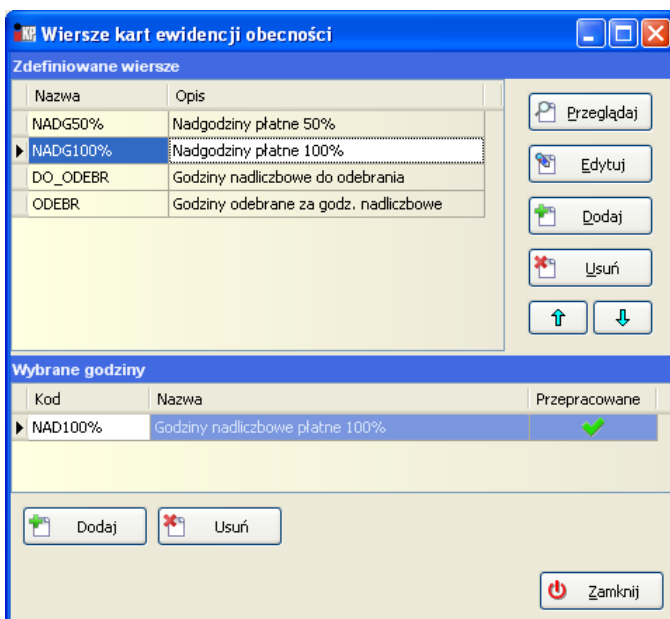 iKP Wiersze kart ewidencji obecności
Zdefiniowane wiersze
Nazwa Opis
NADG50% Nadgodziny płatne 50%
NADG100% Nadgodziny płatne 100%
DO_ODEBR Godziny nadliczbowe do odebrania
ODEBR Godziny odebrane za godz. nadliczbowe
Przeglądaj
Edytuj
Dodaj
Usuń
Wybrane godziny
Kod Nazwa Przepracowane
NAD100% Godziny nadliczbowe płatne 100%
Dodaj Usuń
Zamknij